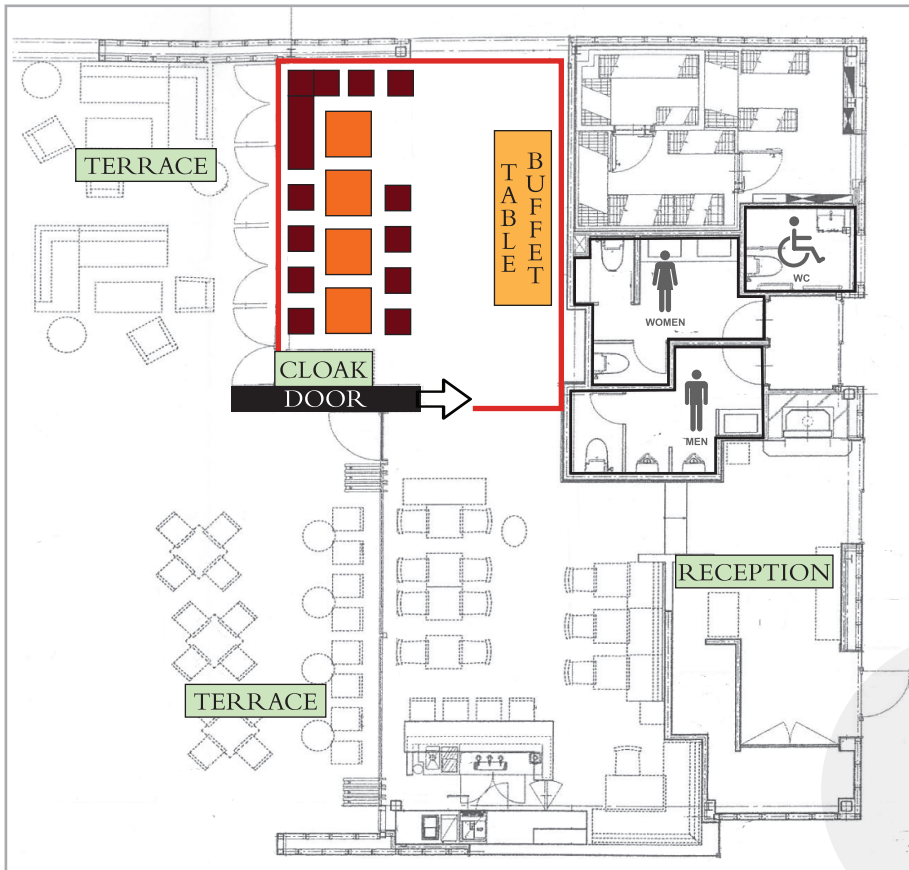 TERRACE
TABLE
BUFFET
WC
WOMEN
CLOAK
DOOR
MEN
RECEPTION
TERRACE